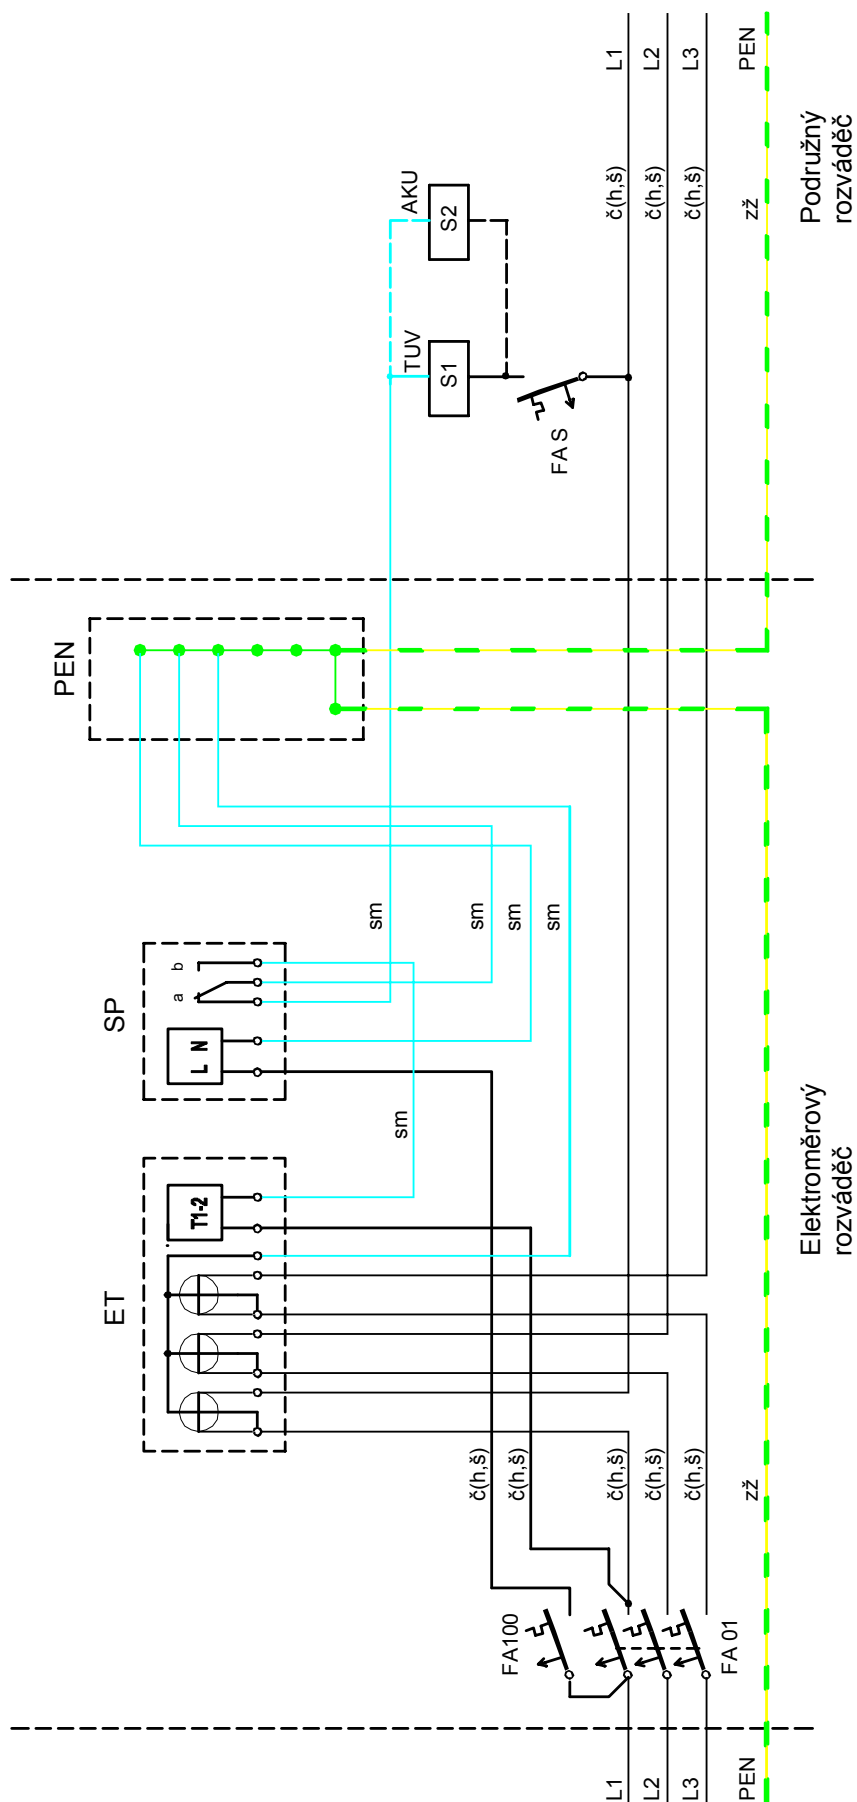 L1
L2
L3
PEN
č(h,š)
č(h,š)
č(h,š)
zž
Podružný
rozváděč
AKU
S2
TUV
S1
FA S
PEN
sm
sm
sm
sm
SP
a
b
L N
sm
ET
T1-2
Elektroměrový
rozváděč
č(h,š)
č(h,š)
č(h,š)
č(h,š)
č(h,š)
zž
FA100
FA 01
L1
L2
L3
PEN